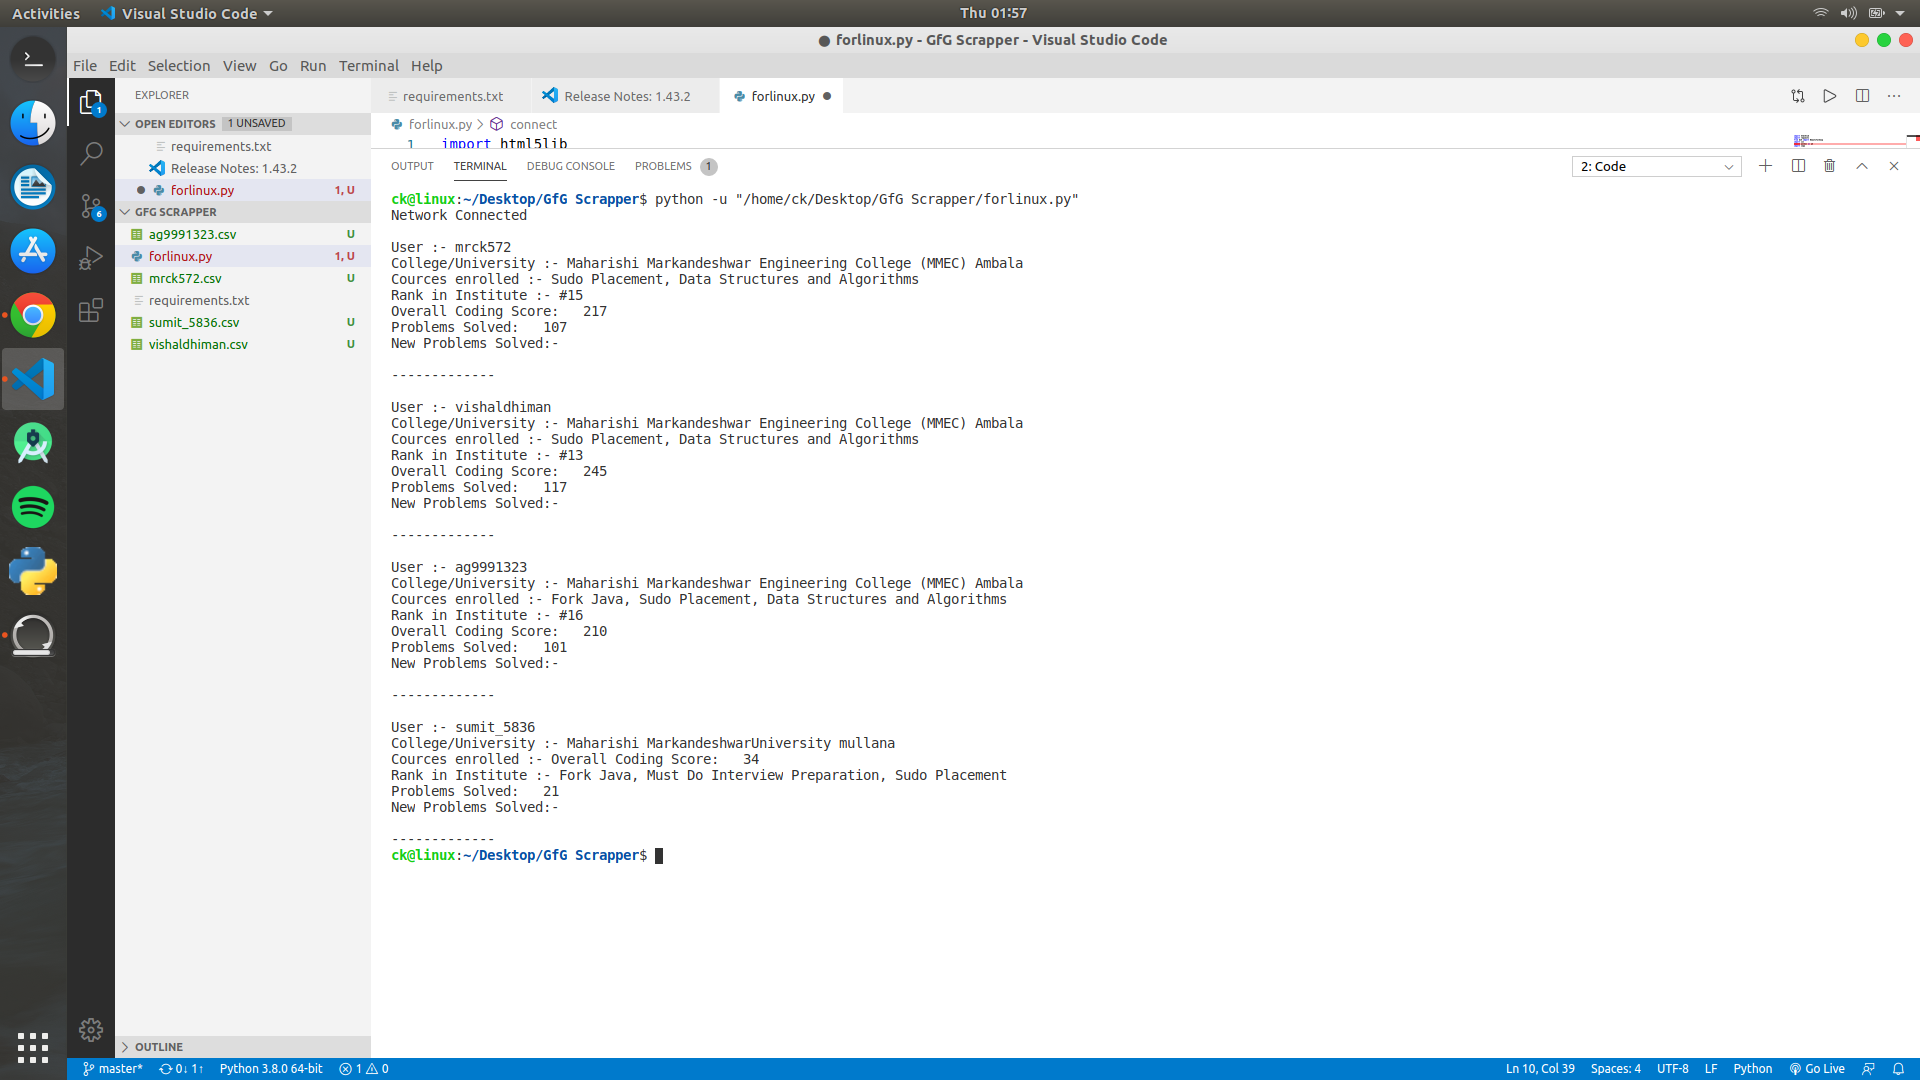 Activities
Visual Studio Code
Thu 01:57
● forlinux.py - GfG Scrapper - Visual Studio Code
File Edit Selection View Go Run Terminal Help
EXPLORER
OPEN EDITORS 1 UNSAVED
requirements.txt
Release Notes: 1.43.2
forlinux.py 1, U
GFG SCRAPPER
ag9991323.csv U
forlinux.py 1, U
mrck572.csv U
requirements.txt
sumit_5836.csv U
vishaldhiman.csv U
OUTLINE
1
6
requirements.txt
Release Notes: 1.43.2
forlinux.py
forlinux.py > connect
1 import html5lib
OUTPUT TERMINAL DEBUG CONSOLE PROBLEMS 1
2: Code
ck@linux:~/Desktop/GfG Scrapper$ python -u "/home/ck/Desktop/GfG Scrapper/forlinux.py"
Network Connected
User :- mrck572
College/University :- Maharishi Markandeshwar Engineering College (MMEC) Ambala
Cources enrolled :- Sudo Placement, Data Structures and Algorithms
Rank in Institute :- #15
Overall Coding Score: 217
Problems Solved: 107
New Problems Solved:-
-------------
User :- vishaldhiman
College/University :- Maharishi Markandeshwar Engineering College (MMEC) Ambala
Cources enrolled :- Sudo Placement, Data Structures and Algorithms
Rank in Institute :- #13
Overall Coding Score: 245
Problems Solved: 117
New Problems Solved:-
-------------
User :- ag9991323
College/University :- Maharishi Markandeshwar Engineering College (MMEC) Ambala
Cources enrolled :- Fork Java, Sudo Placement, Data Structures and Algorithms
Rank in Institute :- #16
Overall Coding Score: 210
Problems Solved: 101
New Problems Solved:-
-------------
User :- sumit_5836
College/University :- Maharishi MarkandeshwarUniversity mullana
Cources enrolled :- Overall Coding Score: 34
Rank in Institute :- Fork Java, Must Do Interview Preparation, Sudo Placement
Problems Solved: 21
New Problems Solved:-
-------------
ck@linux:~/Desktop/GfG Scrapper$
master* 0↓ 1↑ Python 3.8.0 64-bit 1 0
Ln 10, Col 39 Spaces: 4 UTF-8 LF Python Go Live